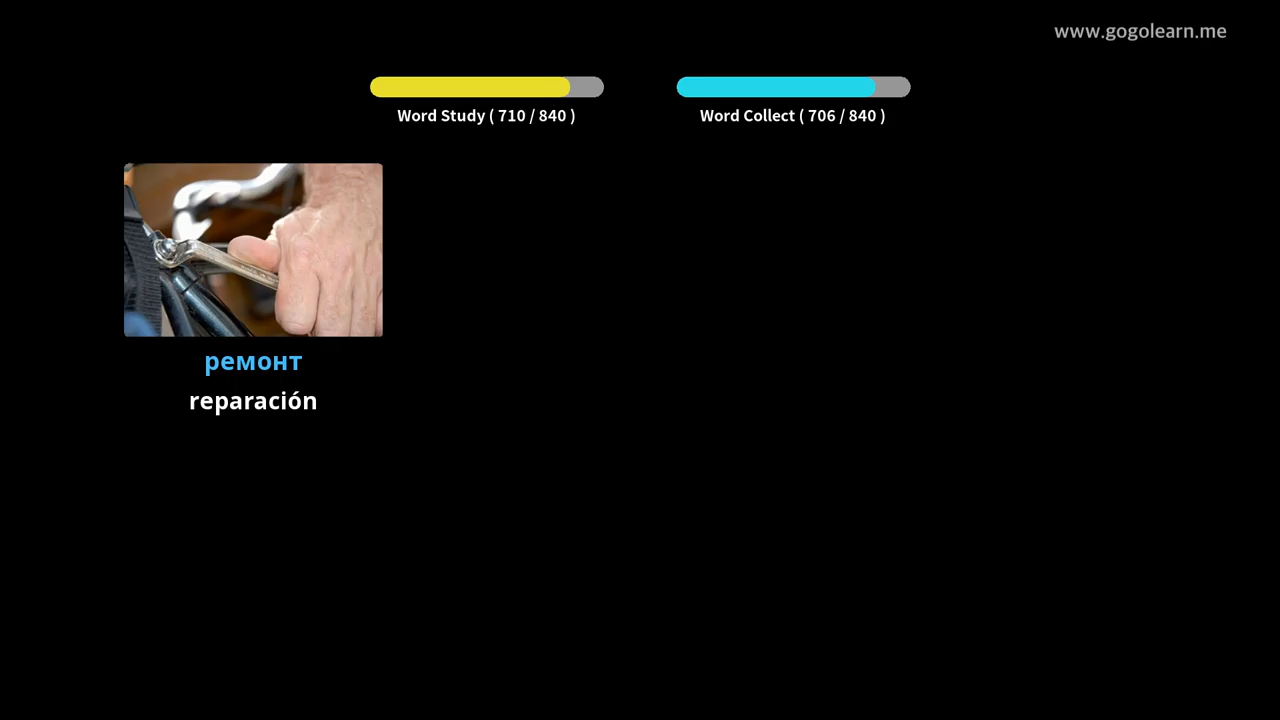 www.gogolearn.me
Word Study ( 710 / 840 )
Word Collect ( 706 / 840 )
ремонт
reparación